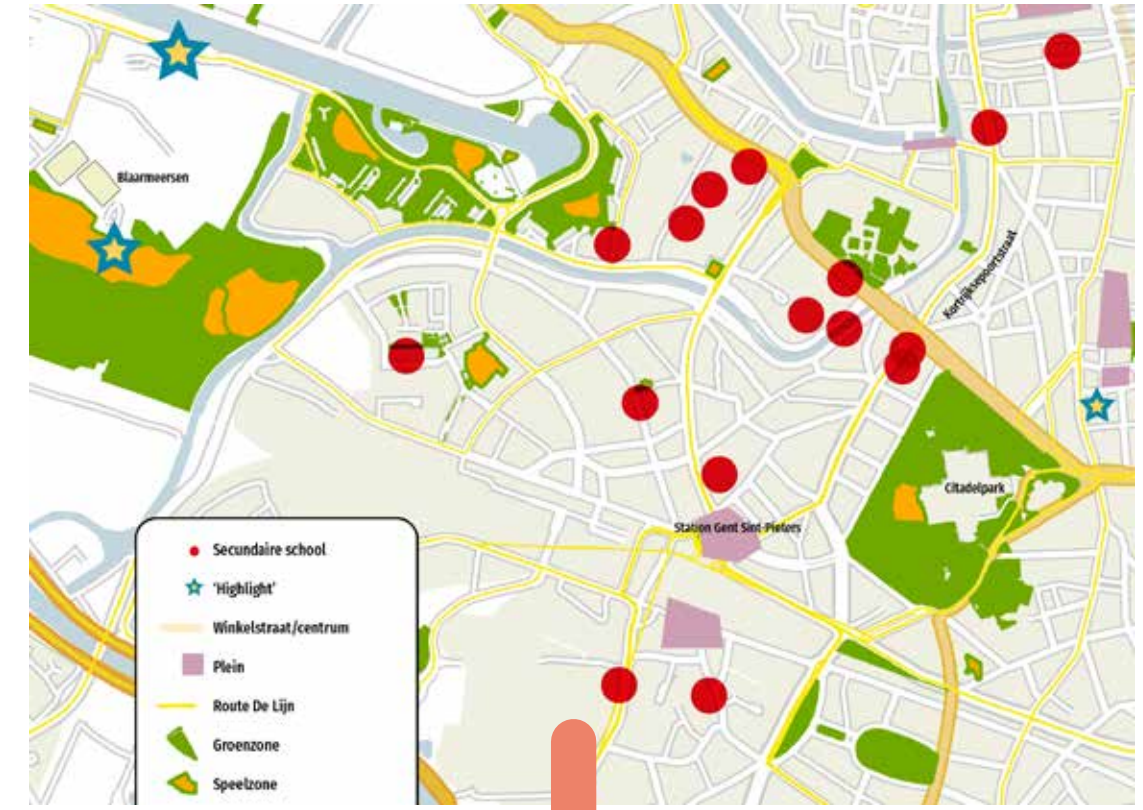 Blaarmeersen
Kortrijksepoortstraat
Citadelpark
Station Gent Sint-Pieters
Secundaire school
'Highlight'
Winkelstraat/centrum
Plein
Route De Lijn
Groenzone
Speelzone